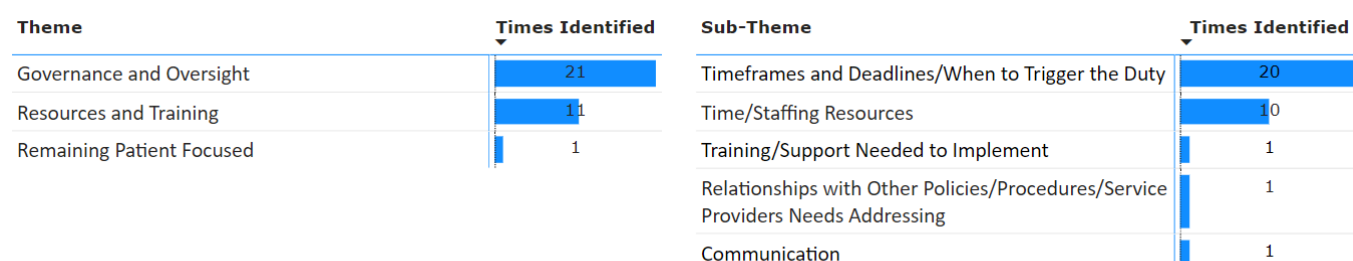 Theme Times Identified
Governance and Oversight 21
Resources and Training 11
Remaining Patient Focused 1
Sub-Theme Times Identified
Timeframes and Deadlines/When to Trigger the Duty 20
Time/Staffing Resources 10
Training/Support Needed to Implement 1
Relationships with Other Policies/Procedures/Service 1
Providers Needs Addressing
Communication 1